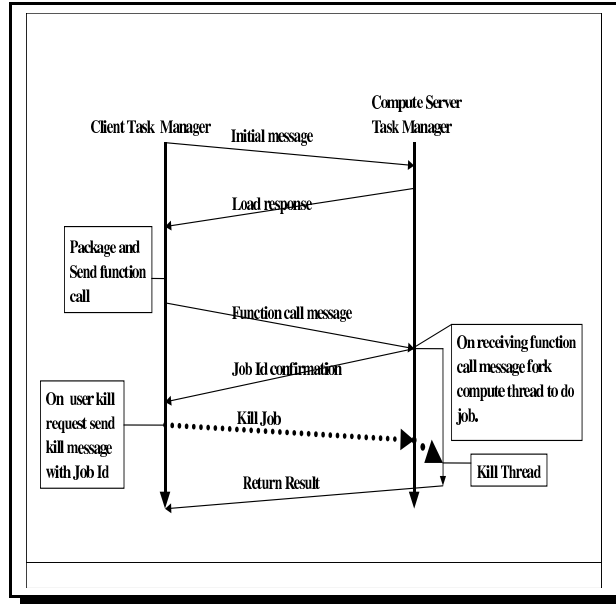 Compute Server
Client Task Manager
Task Manager
Initial message
Load response
Package and
Send function
call
Function call message
On receiving function
call message fork
compute thread to do
job.
Job Id confirmation
On user kill
request send
kill message
with Job Id
Kill Job
Kill Thread
Return Result